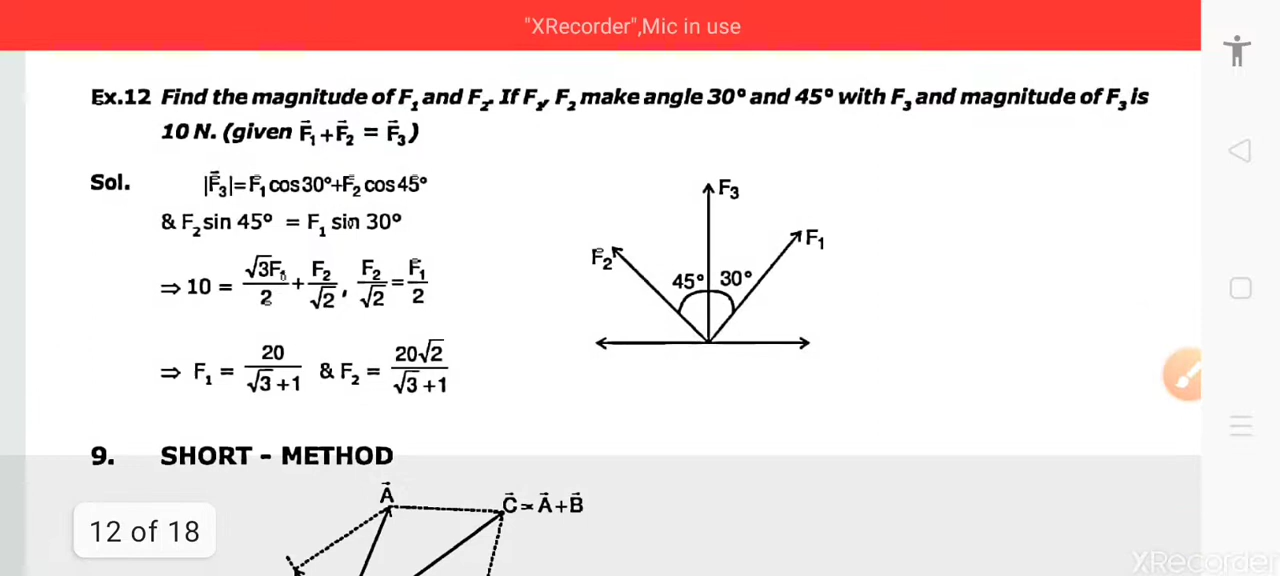 "XRecorder",Mic in use
Ex.12 Find the magnitude of F₁ and F₂. If F₁, F₂ make angle 30° and 45° with F₃ and magnitude of F₃ is
10 N. (given F⃗₁ + F⃗₂ = F⃗₃)
Sol. |F⃗₃| = F₁ cos 30° + F₂ cos 45°
& F₂ sin 45° = F₁ sin 30°
⇒ 10 = √3F₁/2 + F₂/√2 , F₂/√2 = F₁/2
⇒ F₁ = 20/(√3+1) & F₂ = 20√2/(√3+1)
F₃
F₁
F₂
45° 30°
9. SHORT - METHOD
A⃗
C⃗ = A⃗ + B⃗
12 of 18
XRecorder